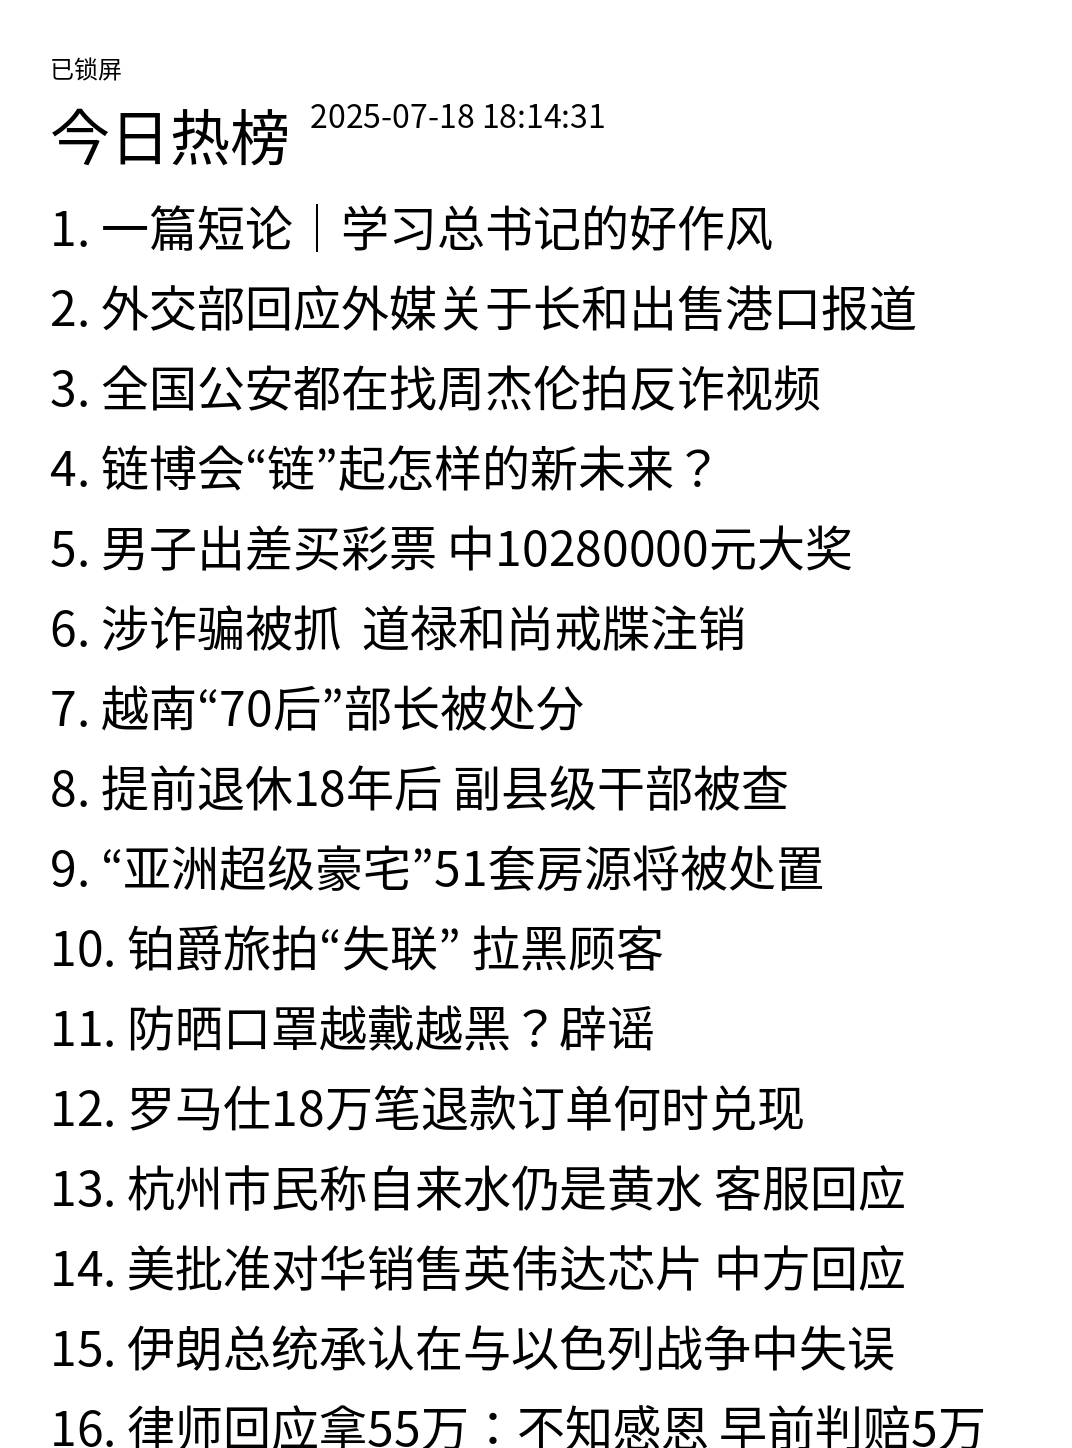 已锁屏
今日热榜 2025-07-18 18:14:31
1. 一篇短论｜学习总书记的好作风
2. 外交部回应外媒关于长和出售港口报道
3. 全国公安都在找周杰伦拍反诈视频
4. 链博会“链”起怎样的新未来？
5. 男子出差买彩票 中10280000元大奖
6. 涉诈骗被抓 道禄和尚戒牒注销
7. 越南“70后”部长被处分
8. 提前退休18年后 副县级干部被查
9. “亚洲超级豪宅”51套房源将被处置
10. 铂爵旅拍“失联” 拉黑顾客
11. 防晒口罩越戴越黑？辟谣
12. 罗马仕18万笔退款订单何时兑现
13. 杭州市民称自来水仍是黄水 客服回应
14. 美批准对华销售英伟达芯片 中方回应
15. 伊朗总统承认在与以色列战争中失误
16. 律师回应拿55万：不知感恩 早前判赔5万